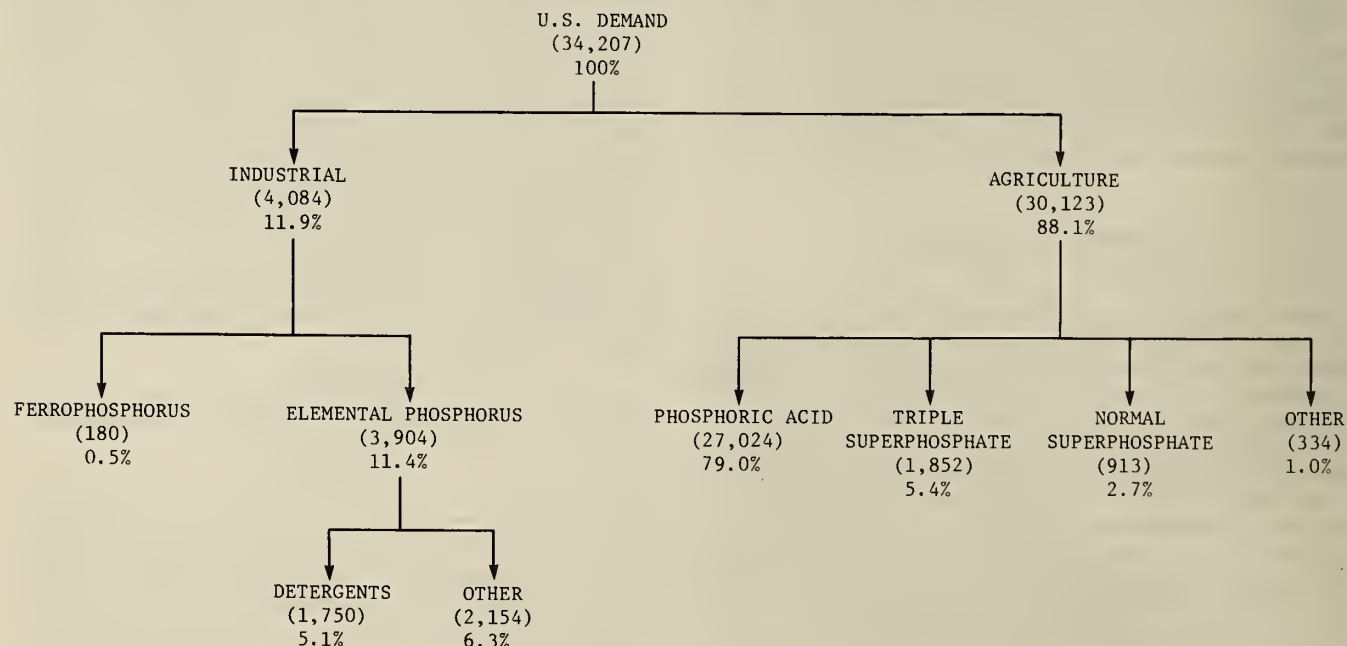 U.S. DEMAND
(34,207)
100%
INDUSTRIAL
(4,084)
11.9%
AGRICULTURE
(30,123)
88.1%
FERROPHOSPHORUS
(180)
0.5%
ELEMENTAL PHOSPHORUS
(3,904)
11.4%
PHOSPHORIC ACID
(27,024)
79.0%
TRIPLE
SUPERPHOSPHATE
(1,852)
5.4%
NORMAL
SUPERPHOSPHATE
(913)
2.7%
OTHER
(334)
1.0%
DETERGENTS
(1,750)
5.1%
OTHER
(2,154)
6.3%